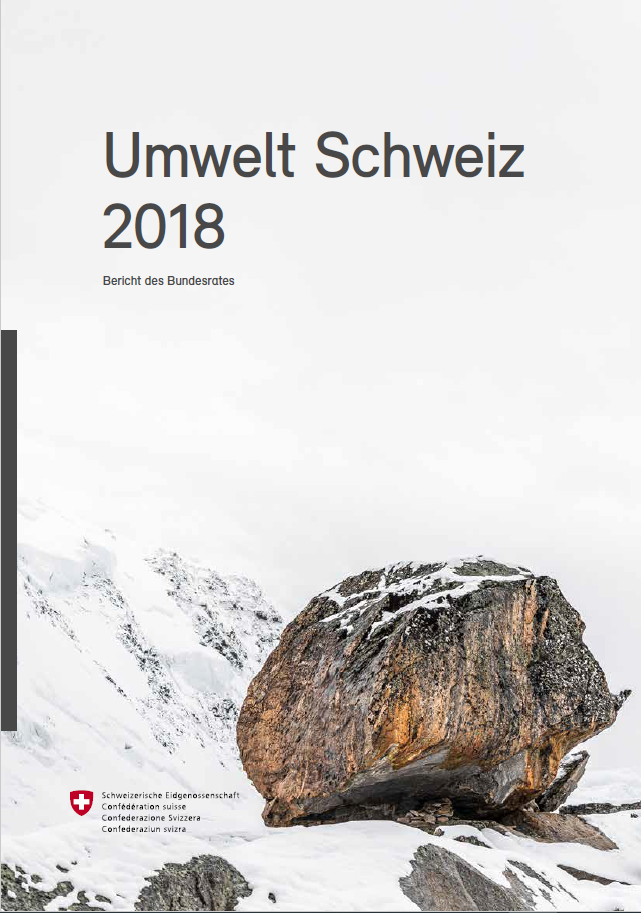 Umwelt Schweiz
2018
Bericht des Bundesrates
Schweizerische Eidgenossenschaft
Confédération suisse
Confederazione Svizzera
Confederaziun svizra